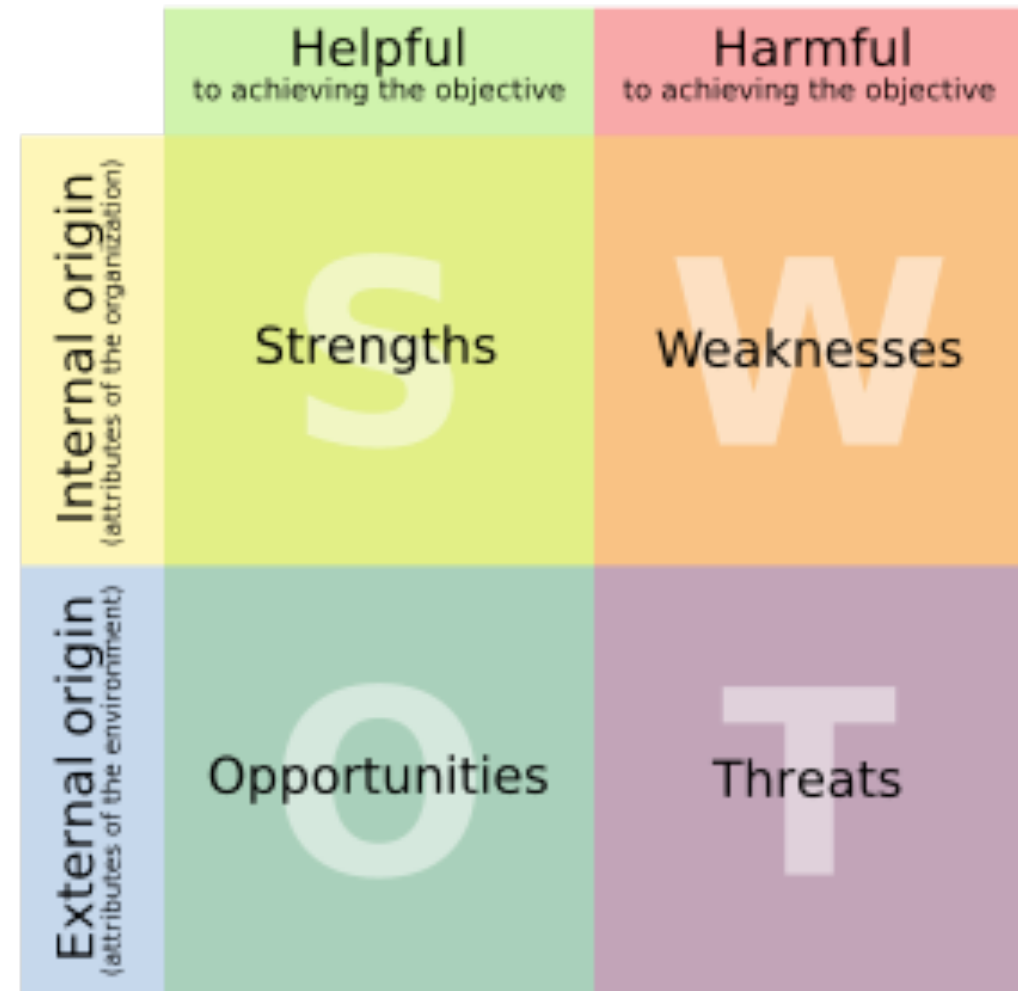 Helpful
to achieving the objective
Harmful
to achieving the objective
Internal origin
(attributes of the organization)
S
Strengths
W
Weaknesses
External origin
(attributes of the environment)
O
Opportunities
T
Threats